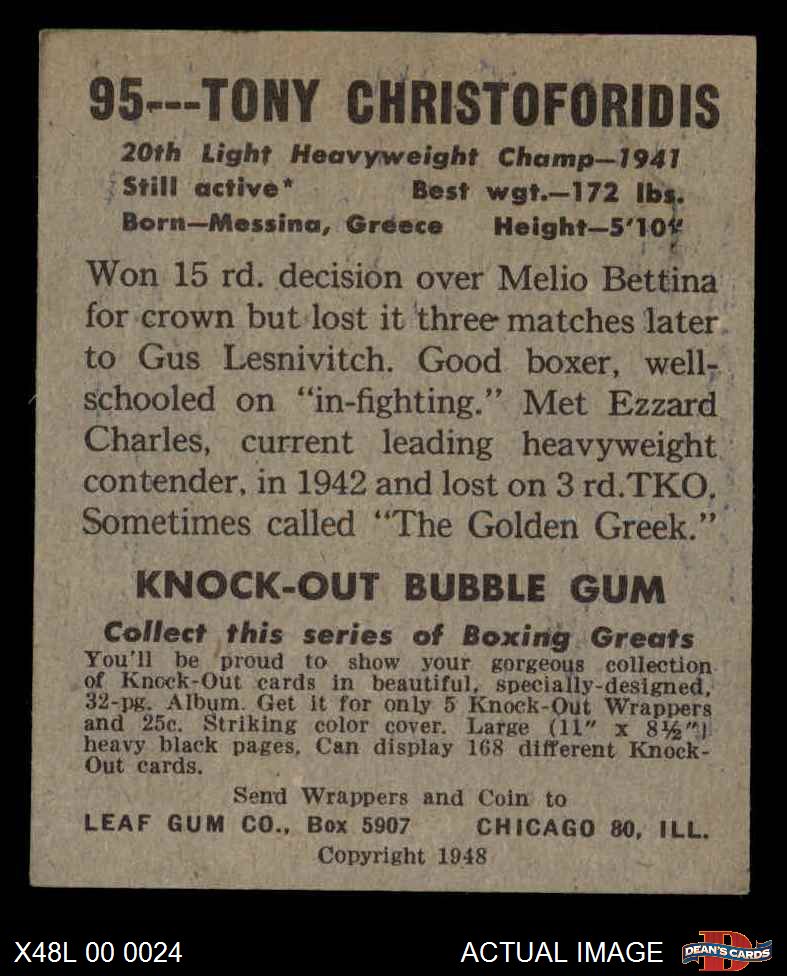 95---TONY CHRISTOFORIDIS
20th Light Heavyweight Champ—1941
Still active* Best wgt.—172 lbs.
Born—Messina, Greece Height—5'10½"
Won 15 rd. decision over Melio Bettina
for crown but lost it three matches later
to Gus Lesnivitch. Good boxer, well-
schooled on "in-fighting." Met Ezzard
Charles, current leading heavyweight
contender, in 1942 and lost on 3 rd.TKO.
Sometimes called "The Golden Greek."
KNOCK-OUT BUBBLE GUM
Collect this series of Boxing Greats
You'll be proud to show your gorgeous collection
of Knock-Out cards in beautiful, specially-designed,
32-pg. Album. Get it for only 5 Knock-Out Wrappers
and 25c. Striking color cover. Large (11" x 8½")
heavy black pages. Can display 168 different Knock-
Out cards.
Send Wrappers and Coin to
LEAF GUM CO., Box 5907 CHICAGO 80, ILL.
Copyright 1948
X48L 00 0024 ACTUAL IMAGE DEAN'S CARDS